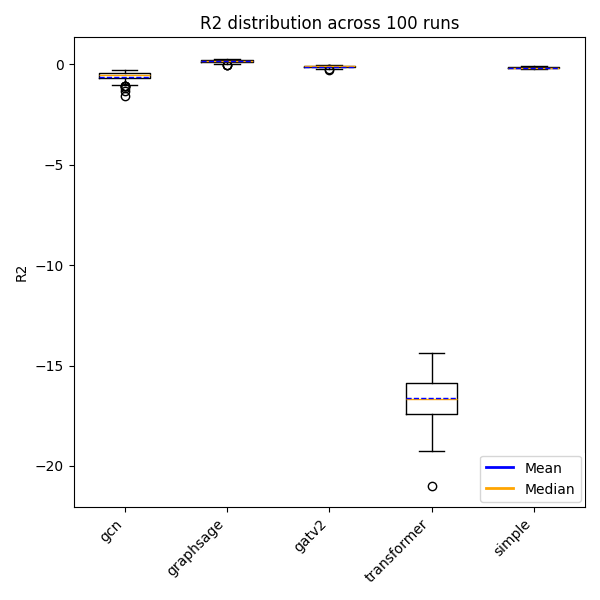 R2 distribution across 100 runs
0
−5
−10
−15
−20
R2
gcn
graphsage
gatv2
transformer
simple
Mean
Median